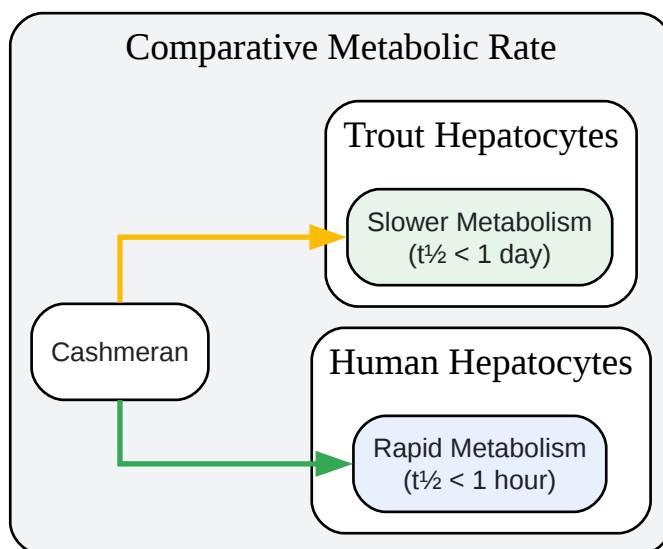 Comparative Metabolic Rate
Trout Hepatocytes
Slower Metabolism
(t½ < 1 day)
Cashmeran
Human Hepatocytes
Rapid Metabolism
(t½ < 1 hour)